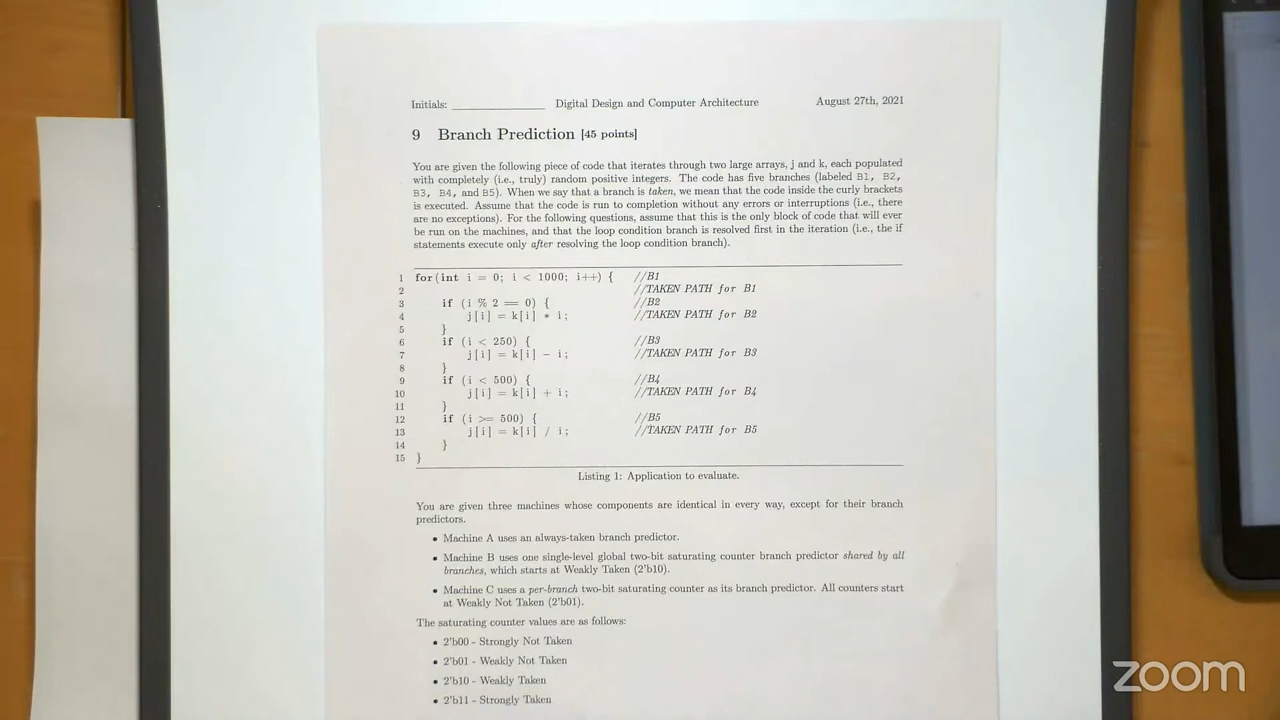 Initials: Digital Design and Computer Architecture August 27th, 2021
9 Branch Prediction [45 points]
You are given the following piece of code that iterates through two large arrays, j and k, each populated
with completely (i.e., truly) random positive integers. The code has five branches (labeled B1, B2,
B3, B4, and B5). When we say that a branch is taken, we mean that the code inside the curly brackets
is executed. Assume that the code is run to completion without any errors or interruptions (i.e., there
are no exceptions). For the following questions, assume that this is the only block of code that will ever
be run on the machines, and that the loop condition branch is resolved first in the iteration (i.e., the if
statements execute only after resolving the loop condition branch).
1 for(int i = 0; i < 1000; i++) { //B1
2 //TAKEN PATH for B1
3 if (i % 2 == 0) { //B2
4 j[i] = k[i] * i; //TAKEN PATH for B2
5 }
6 if (i < 250) { //B3
7 j[i] = k[i] - i; //TAKEN PATH for B3
8 }
9 if (i < 500) { //B4
10 j[i] = k[i] + i; //TAKEN PATH for B4
11 }
12 if (i >= 500) { //B5
13 j[i] = k[i] / i; //TAKEN PATH for B5
14 }
15 }
Listing 1: Application to evaluate.
You are given three machines whose components are identical in every way, except for their branch
predictors.
• Machine A uses an always-taken branch predictor.
• Machine B uses one single-level global two-bit saturating counter branch predictor shared by all
branches, which starts at Weakly Taken (2'b10).
• Machine C uses a per-branch two-bit saturating counter as its branch predictor. All counters start
at Weakly Not Taken (2'b01).
The saturating counter values are as follows:
• 2'b00 - Strongly Not Taken
• 2'b01 - Weakly Not Taken
• 2'b10 - Weakly Taken
• 2'b11 - Strongly Taken
zoom